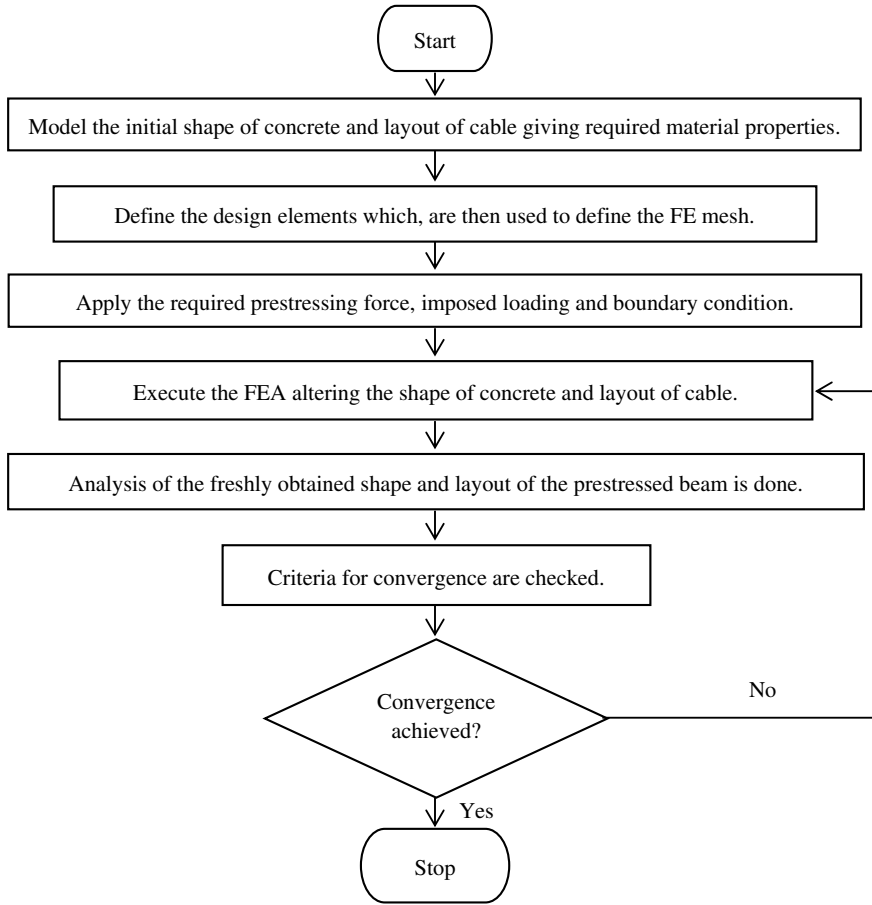 Start
Model the initial shape of concrete and layout of cable giving required material properties.
Define the design elements which, are then used to define the FE mesh.
Apply the required prestressing force, imposed loading and boundary condition.
Execute the FEA altering the shape of concrete and layout of cable.
Analysis of the freshly obtained shape and layout of the prestressed beam is done.
Criteria for convergence are checked.
Convergence
achieved?
No
Yes
Stop